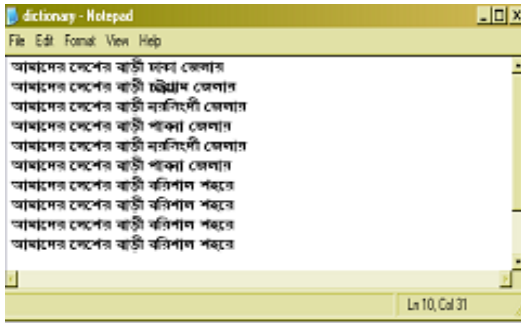 dictionary - Notepad
File Edit Format View Help
আমাদের দেশের বাড়ী ঢাকা জেলায়
আমাদের দেশের বাড়ী চট্টগ্রাম জেলায়
আমাদের দেশের বাড়ী নরসিংদী জেলায়
আমাদের দেশের বাড়ী পাবনা জেলায়
আমাদের দেশের বাড়ী নরসিংদী জেলায়
আমাদের দেশের বাড়ী পাবনা জেলায়
আমাদের দেশের বাড়ী বরিশাল শহরে
আমাদের দেশের বাড়ী বরিশাল শহরে
আমাদের দেশের বাড়ী বরিশাল শহরে
আমাদের দেশের বাড়ী বরিশাল শহরে
Ln 10, Col 31